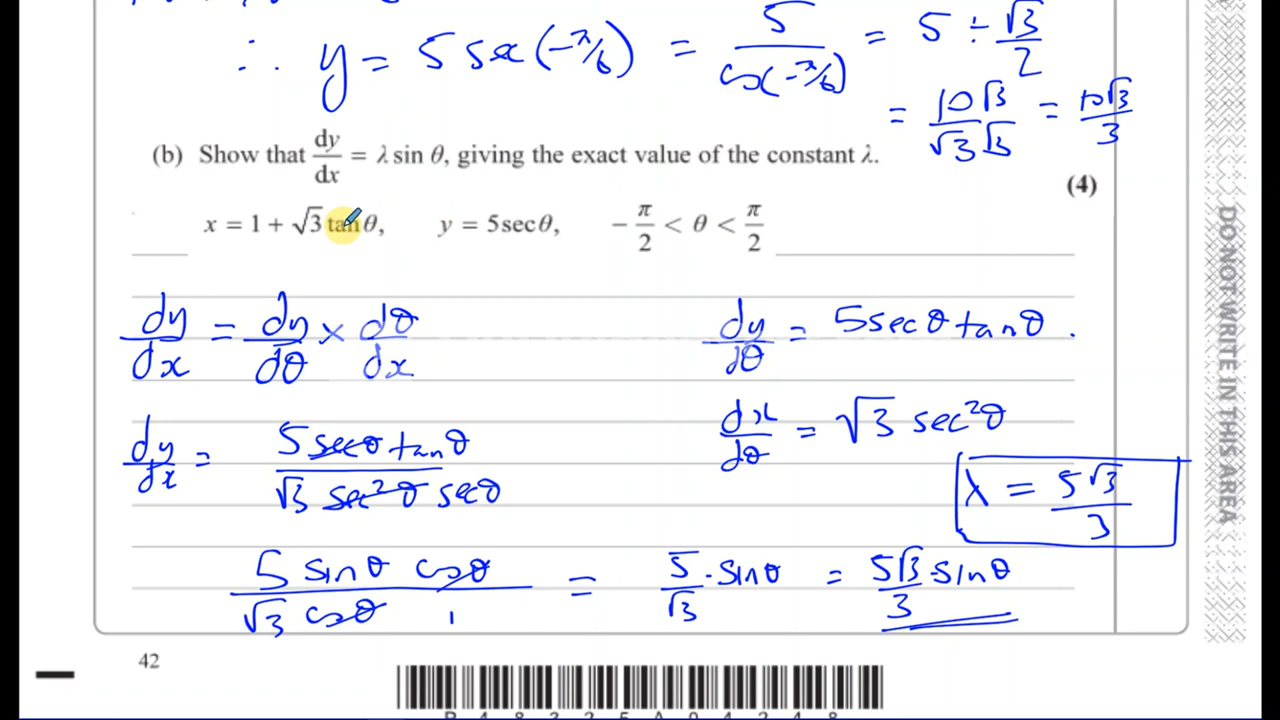 ∴ y = 5 sec(-π/6) = 5/cos(-π/6) = 5 ÷ √3/2
= 10√3/√3√3 = 10√3/3
(b) Show that dy/dx = λ sin θ, giving the exact value of the constant λ.
(4)
x = 1 + √3 tan θ, y = 5 sec θ, -π/2 < θ < π/2
dy/dx = dy/dθ × dθ/dx
dy/dθ = 5 sec θ tan θ.
dx/dθ = √3 sec²θ
dy/dx = 5 sec θ tan θ / √3 sec²θ sec θ
λ = 5√3/3
5 sin θ cos θ / √3 cos θ 1 = 5/√3 · sin θ = 5√3/3 · sin θ
42
DO NOT WRITE IN THIS AREA